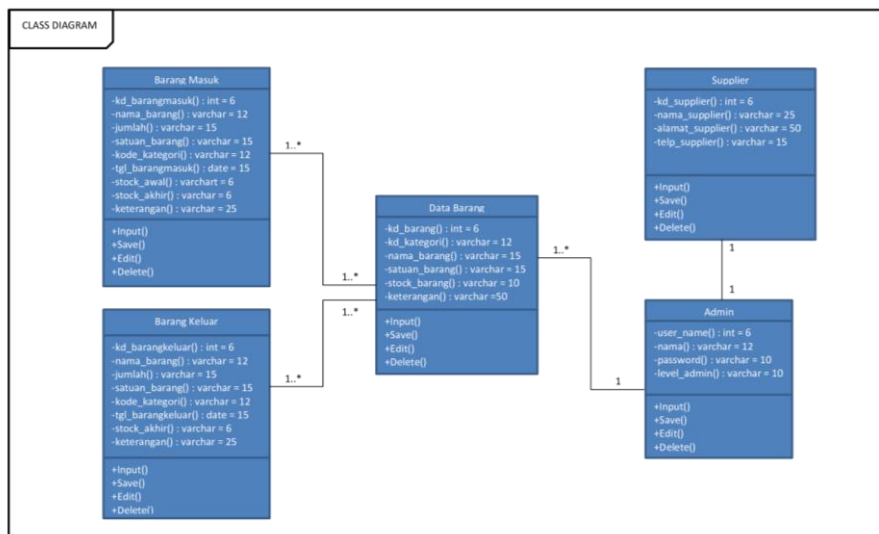 CLASS DIAGRAM
Barang Masuk
-kd_barangmasuk() : int = 6
-nama_barang() : varchar = 12
-jumlah() : varchar = 15
-satuan_barang() : varchar = 15
-kode_kategori() : varchar = 12
-tgl_barangmasuk() : date = 15
-stock_awal() : varchart = 6
-stock_akhir() : varchar = 6
-keterangan() : varchar = 25
+Input()
+Save()
+Edit()
+Delete()
1..*
1..*
Barang Keluar
-kd_barangkeluar() : int = 6
-nama_barang() : varchar = 12
-jumlah() : varchar = 15
-satuan_barang() : varchar = 15
-kode_kategori() : varchar = 12
-tgl_barangkeluar() : date = 15
-stock_akhir() : varchar = 6
-keterangan() : varchar = 25
+Input()
+Save()
+Edit()
+Delete()
1..*
1..*
Data Barang
-kd_barang() : int = 6
-kd_kategori() : varchar = 12
-nama_barang() : varchar = 15
-satuan_barang() : varchar = 15
-stock_barang() : varchar = 10
-keterangan() : varchar =50
+Input()
+Save()
+Edit()
+Delete()
1..*
1
Supplier
-kd_supplier() : int = 6
-nama_supplier() : varchar = 25
-alamat_supplier() : varchar = 50
-telp_supplier() : varchar = 15
+Input()
+Save()
+Edit()
+Delete()
1
1
Admin
-user_name() : int = 6
-nama() : varchar = 12
-password() : varchar = 10
-level_admin() : varchar = 10
+Input()
+Save()
+Edit()
+Delete()